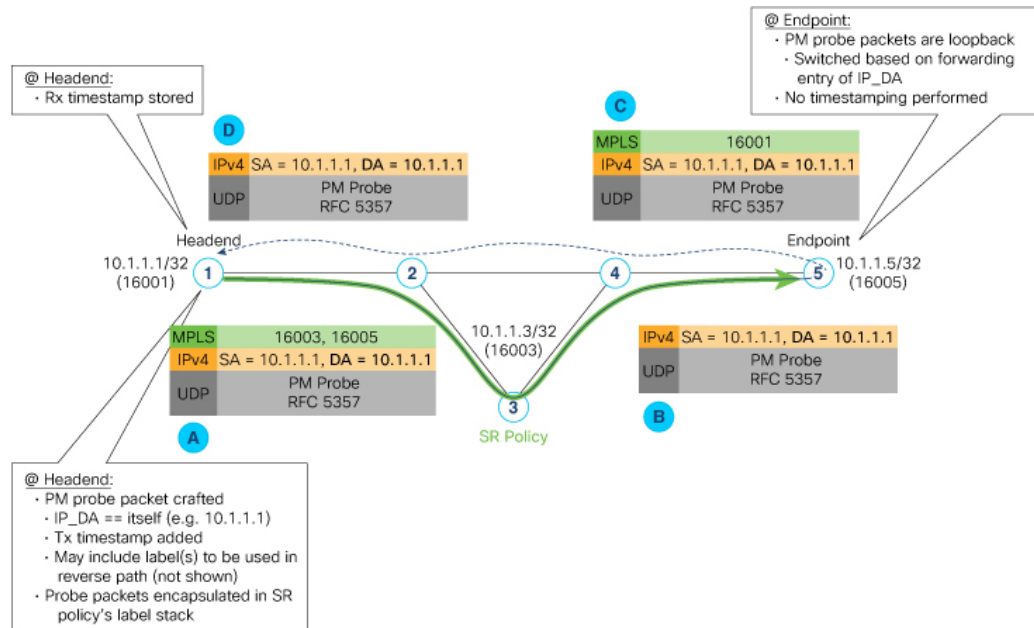 @ Endpoint:
· PM probe packets are loopback
· Switched based on forwarding
entry of IP_DA
· No timestamping performed
@ Headend:
· Rx timestamp stored
D
IPv4 SA = 10.1.1.1, DA = 10.1.1.1
UDP
PM Probe
RFC 5357
C
MPLS 16001
IPv4 SA = 10.1.1.1, DA = 10.1.1.1
UDP
PM Probe
RFC 5357
Headend
10.1.1.1/32
(16001)
1
2
4
Endpoint
5
10.1.1.5/32
(16005)
10.1.1.3/32
(16003)
3
SR Policy
MPLS 16003, 16005
IPv4 SA = 10.1.1.1, DA = 10.1.1.1
UDP
PM Probe
RFC 5357
A
IPv4 SA = 10.1.1.1, DA = 10.1.1.1
UDP
PM Probe
RFC 5357
B
@ Headend:
· PM probe packet crafted
· IP_DA == itself (e.g. 10.1.1.1)
· Tx timestamp added
· May include label(s) to be used in
reverse path (not shown)
· Probe packets encapsulated in SR
policy's label stack